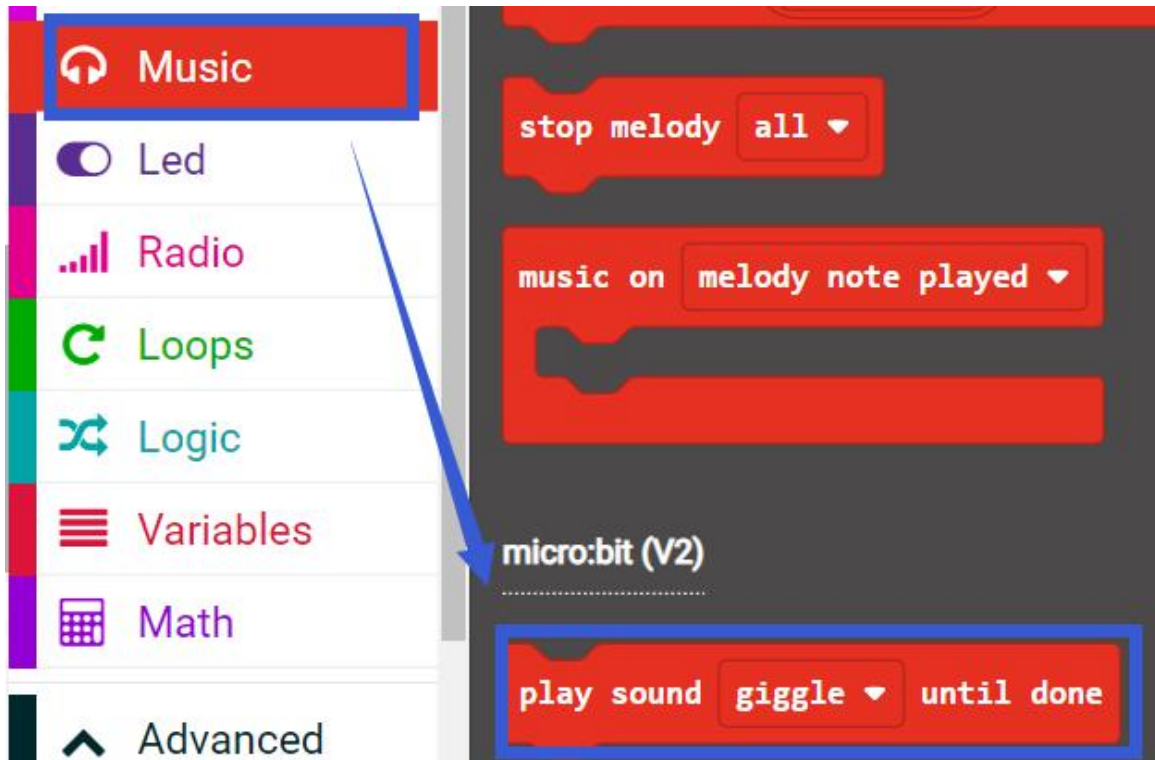 Music
Led
Radio
Loops
Logic
Variables
Math
Advanced
stop melody all
music on melody note played
micro:bit (V2)
play sound giggle until done